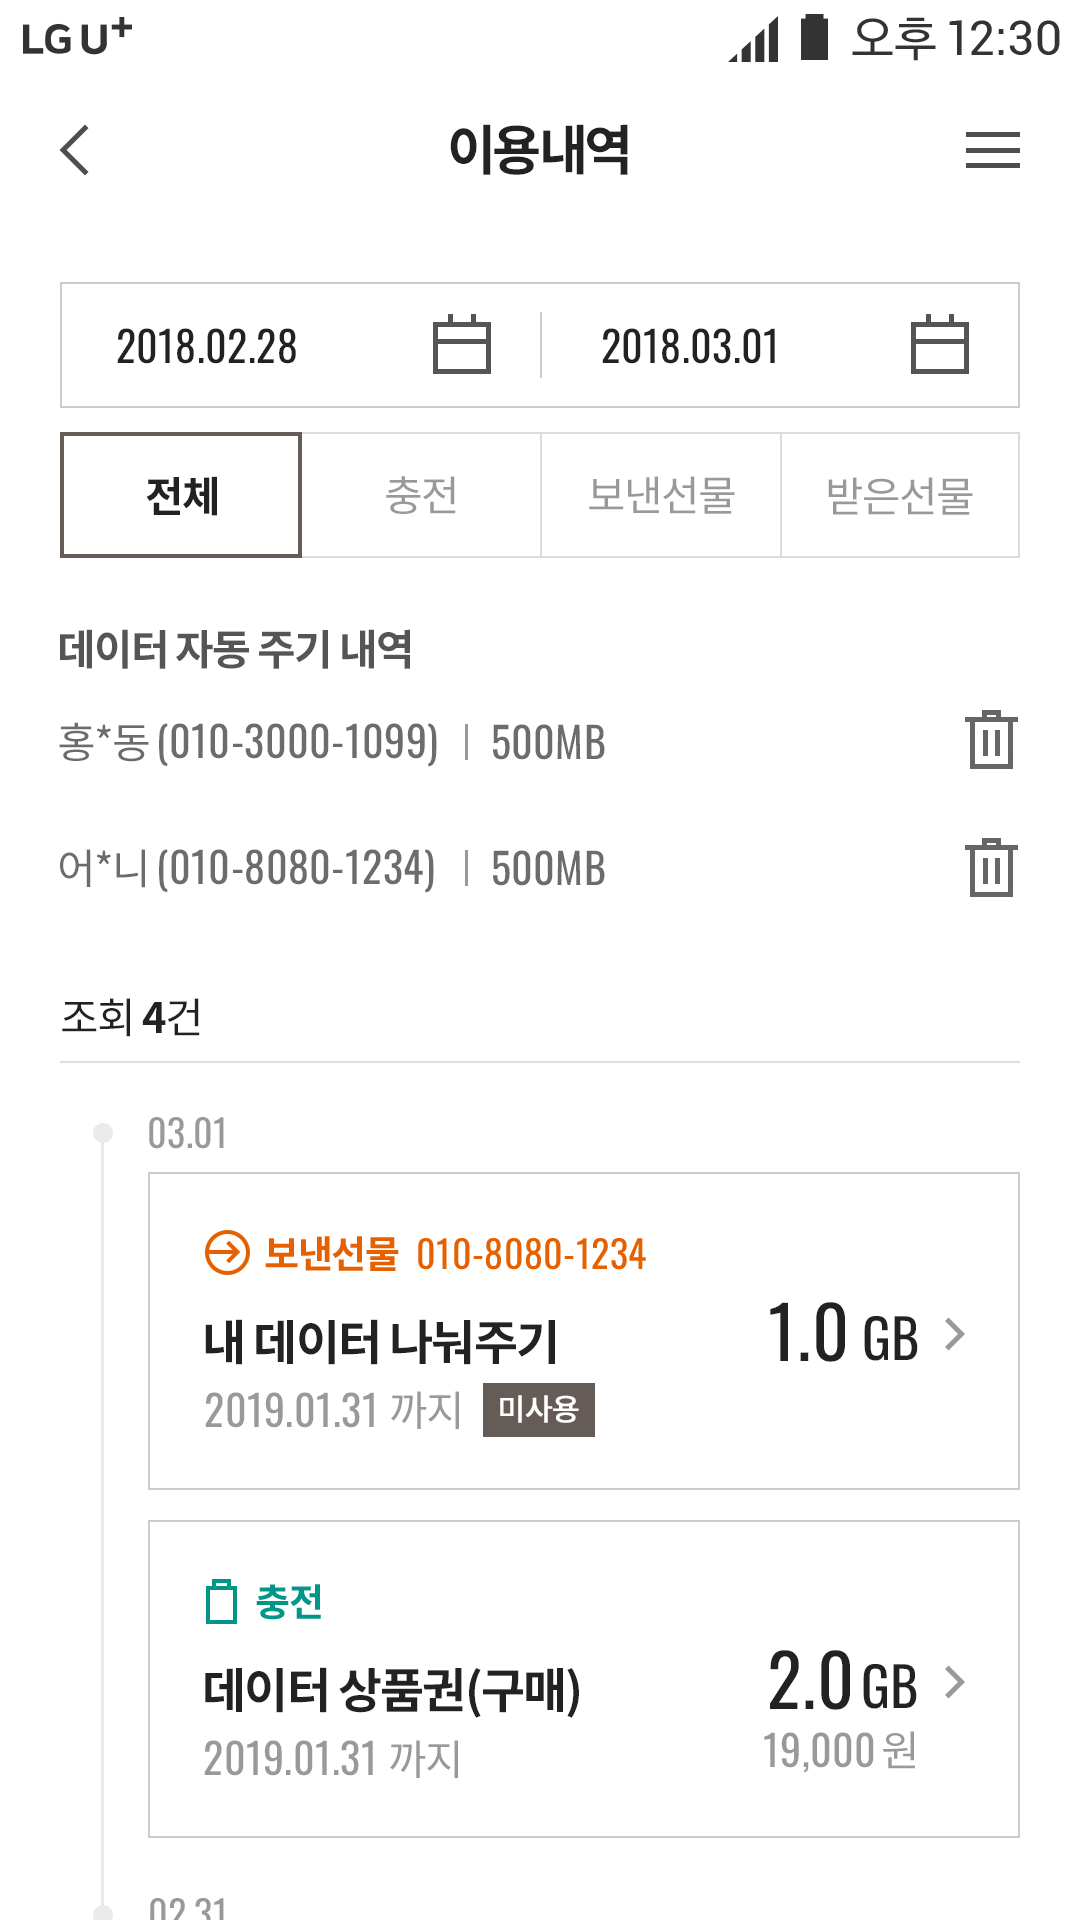 LG U+ 오후 12:30
이용내역
2018.02.28 2018.03.01
전체 충전 보낸선물 받은선물
데이터 자동 주기 내역
홍*동 (010-3000-1099) | 500MB
어*니 (010-8080-1234) | 500MB
조회 4건
03.01
보낸선물 010-8080-1234
내 데이터 나눠주기 1.0 GB
2019.01.31 까지 미사용
충전
데이터 상품권(구매) 2.0 GB
2019.01.31 까지 19,000 원
02.31